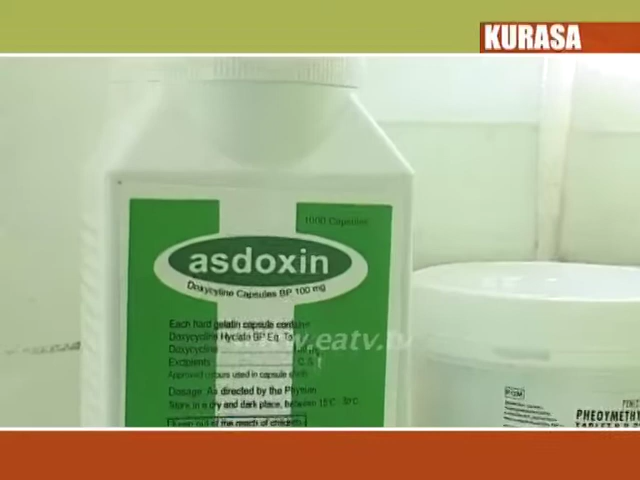 KURASA
1000 Capsules
asdoxin
Doxycycline Capsules BP 100 mg
Each hard gelatin capsule contains
Doxycycline Hyclate BP Eq. To
Doxycycline mg
www.eatv.tv
Excipients
Approved colours used in capsule shells
Dosage: As directed by the Physician
Store in a dry and dark place, between 15°C - 30°C
Keep out of the reach of children